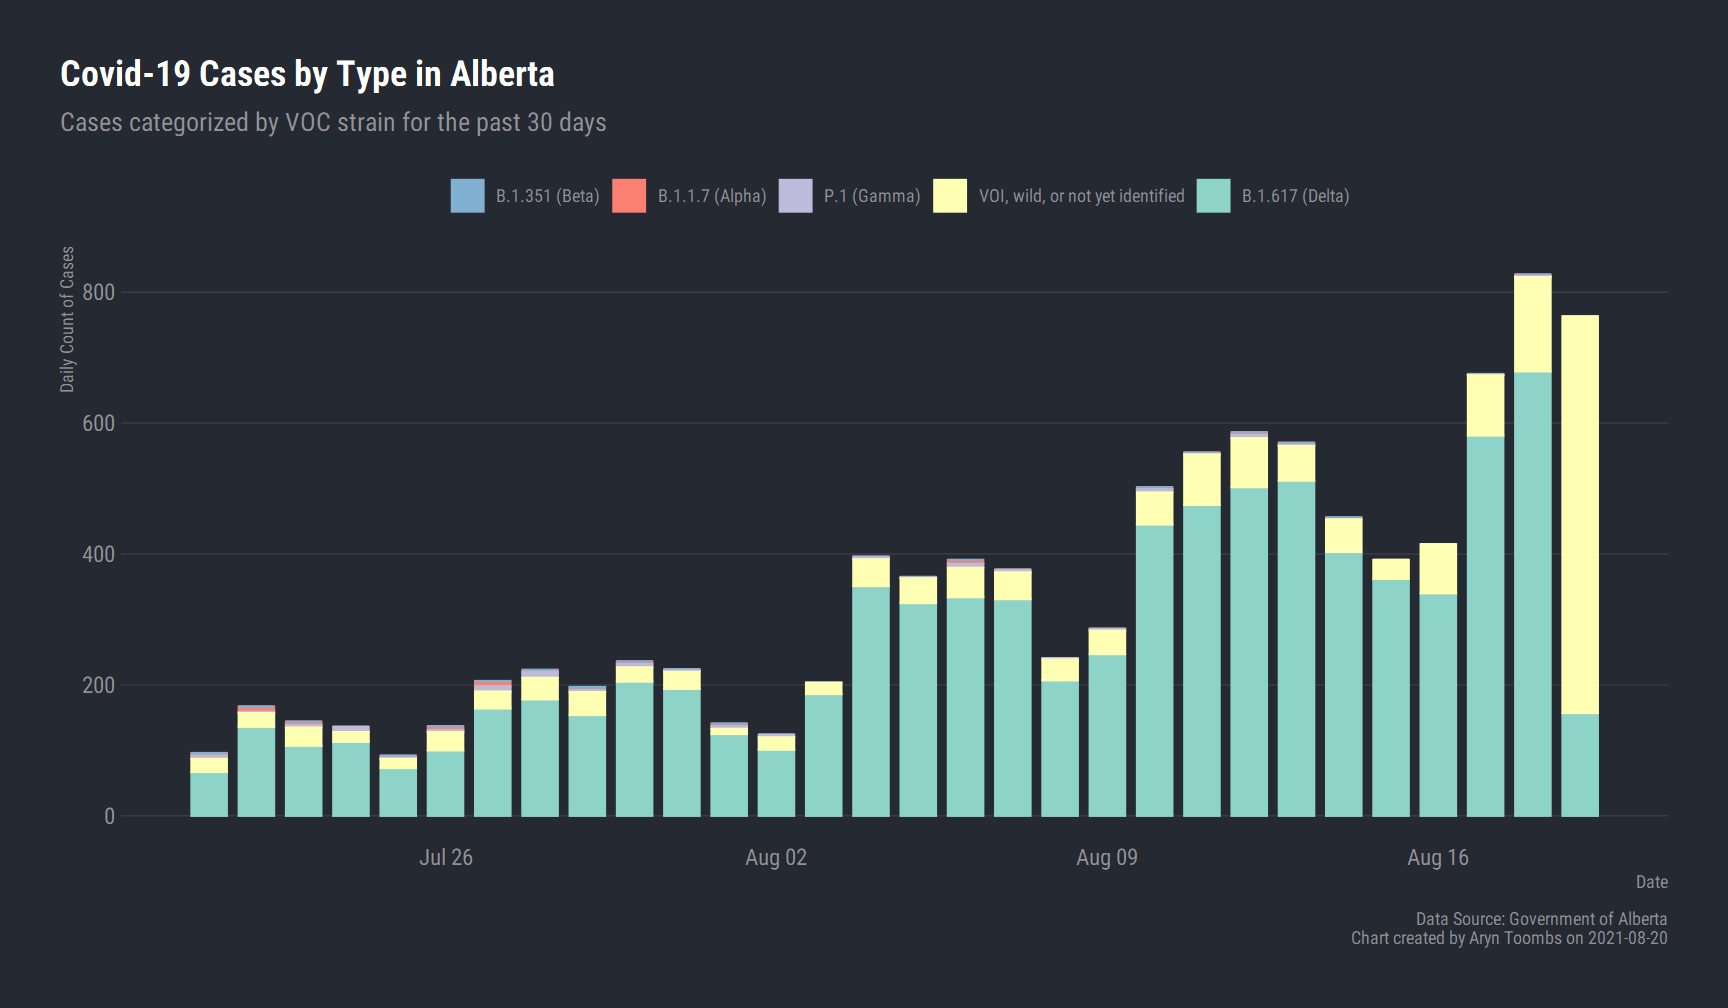 Covid-19 Cases by Type in Alberta
Cases categorized by VOC strain for the past 30 days
B.1.351 (Beta) B.1.1.7 (Alpha) P.1 (Gamma) VOI, wild, or not yet identified B.1.617 (Delta)
Daily Count of Cases
800
600
400
200
0
Jul 26 Aug 02 Aug 09 Aug 16
Date
Data Source: Government of Alberta
Chart created by Aryn Toombs on 2021-08-20